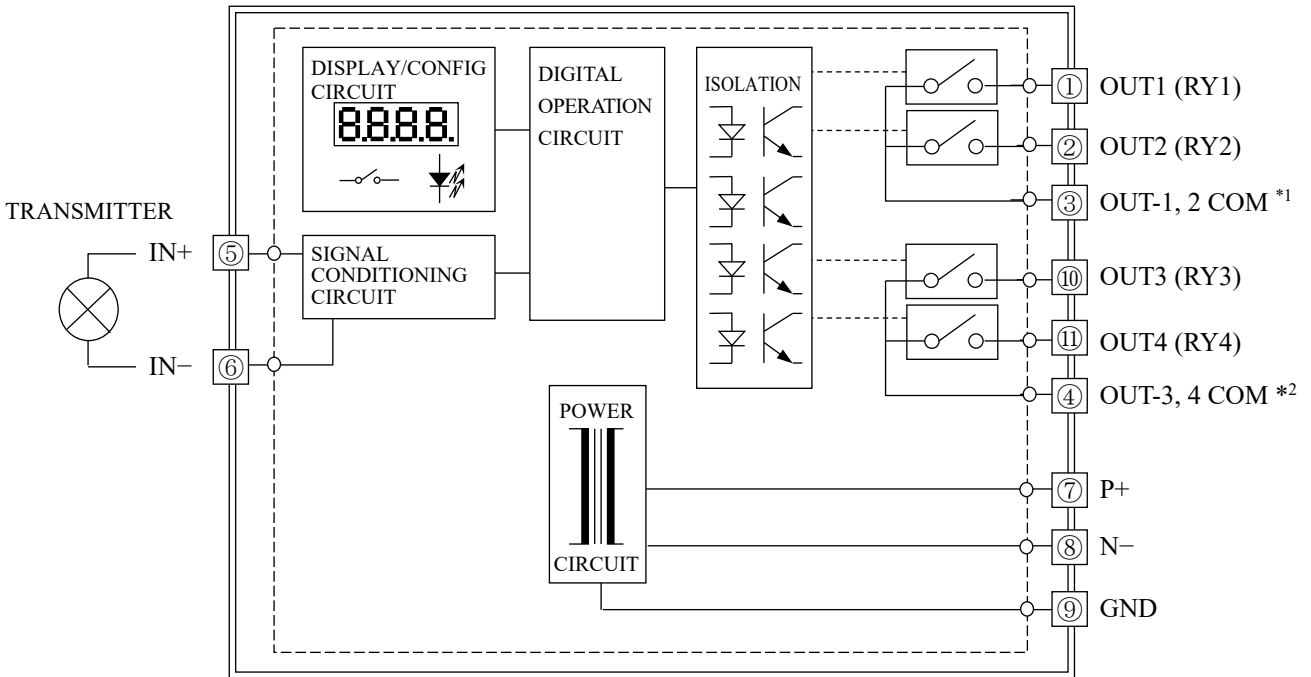 DISPLAY/CONFIG
CIRCUIT
8.8.8.8.
DIGITAL
OPERATION
CIRCUIT
ISOLATION
① OUT1 (RY1)
② OUT2 (RY2)
③ OUT-1, 2 COM *1
TRANSMITTER
IN+ ⑤
SIGNAL
CONDITIONING
CIRCUIT
IN− ⑥
⑩ OUT3 (RY3)
⑪ OUT4 (RY4)
④ OUT-3, 4 COM *2
POWER
CIRCUIT
⑦ P+
⑧ N−
⑨ GND